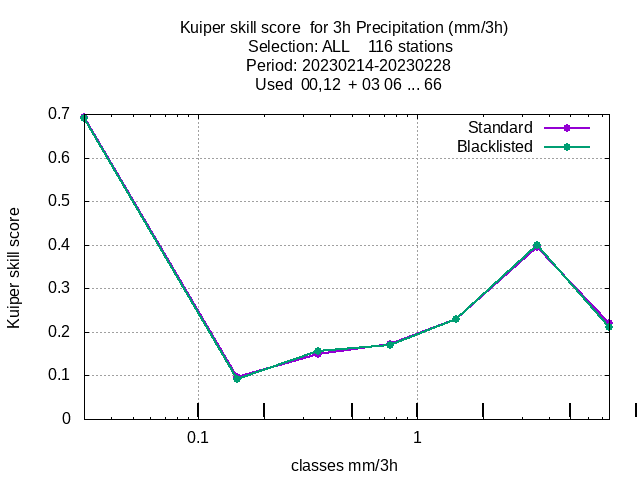 Kuiper skill score  for 3h Precipitation (mm/3h)
Selection: ALL    116 stations
Period: 20230214-20230228
Used  00,12  + 03 06 ... 66
Standard
Blacklisted
Kuiper skill score
0.7
0.6
0.5
0.4
0.3
0.2
0.1
0
0.1 1
classes mm/3h